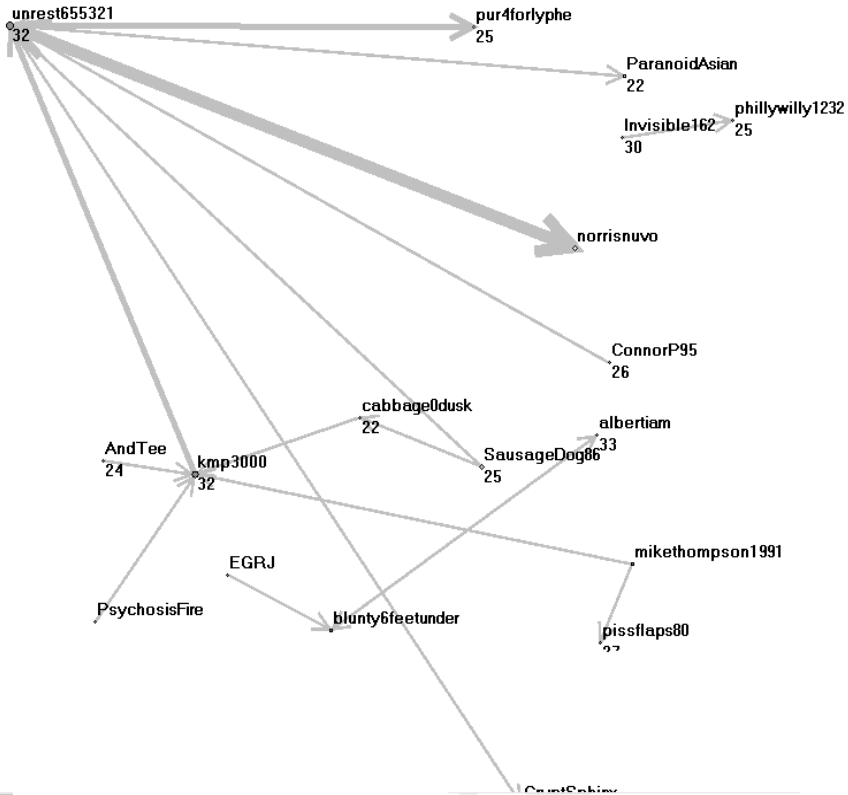 unrest655321
32
pur4forlyphe
25
ParanoidAsian
22
phillywilly1232
25
Invisible162
30
norrisnuvo
ConnorP95
26
cabbage0dusk
22
albertiam
33
AndTee
24
kmp3000
32
SausageDog86
25
mikethompson1991
EGRJ
PsychosisFire
blunty6feetunder
pissflaps80